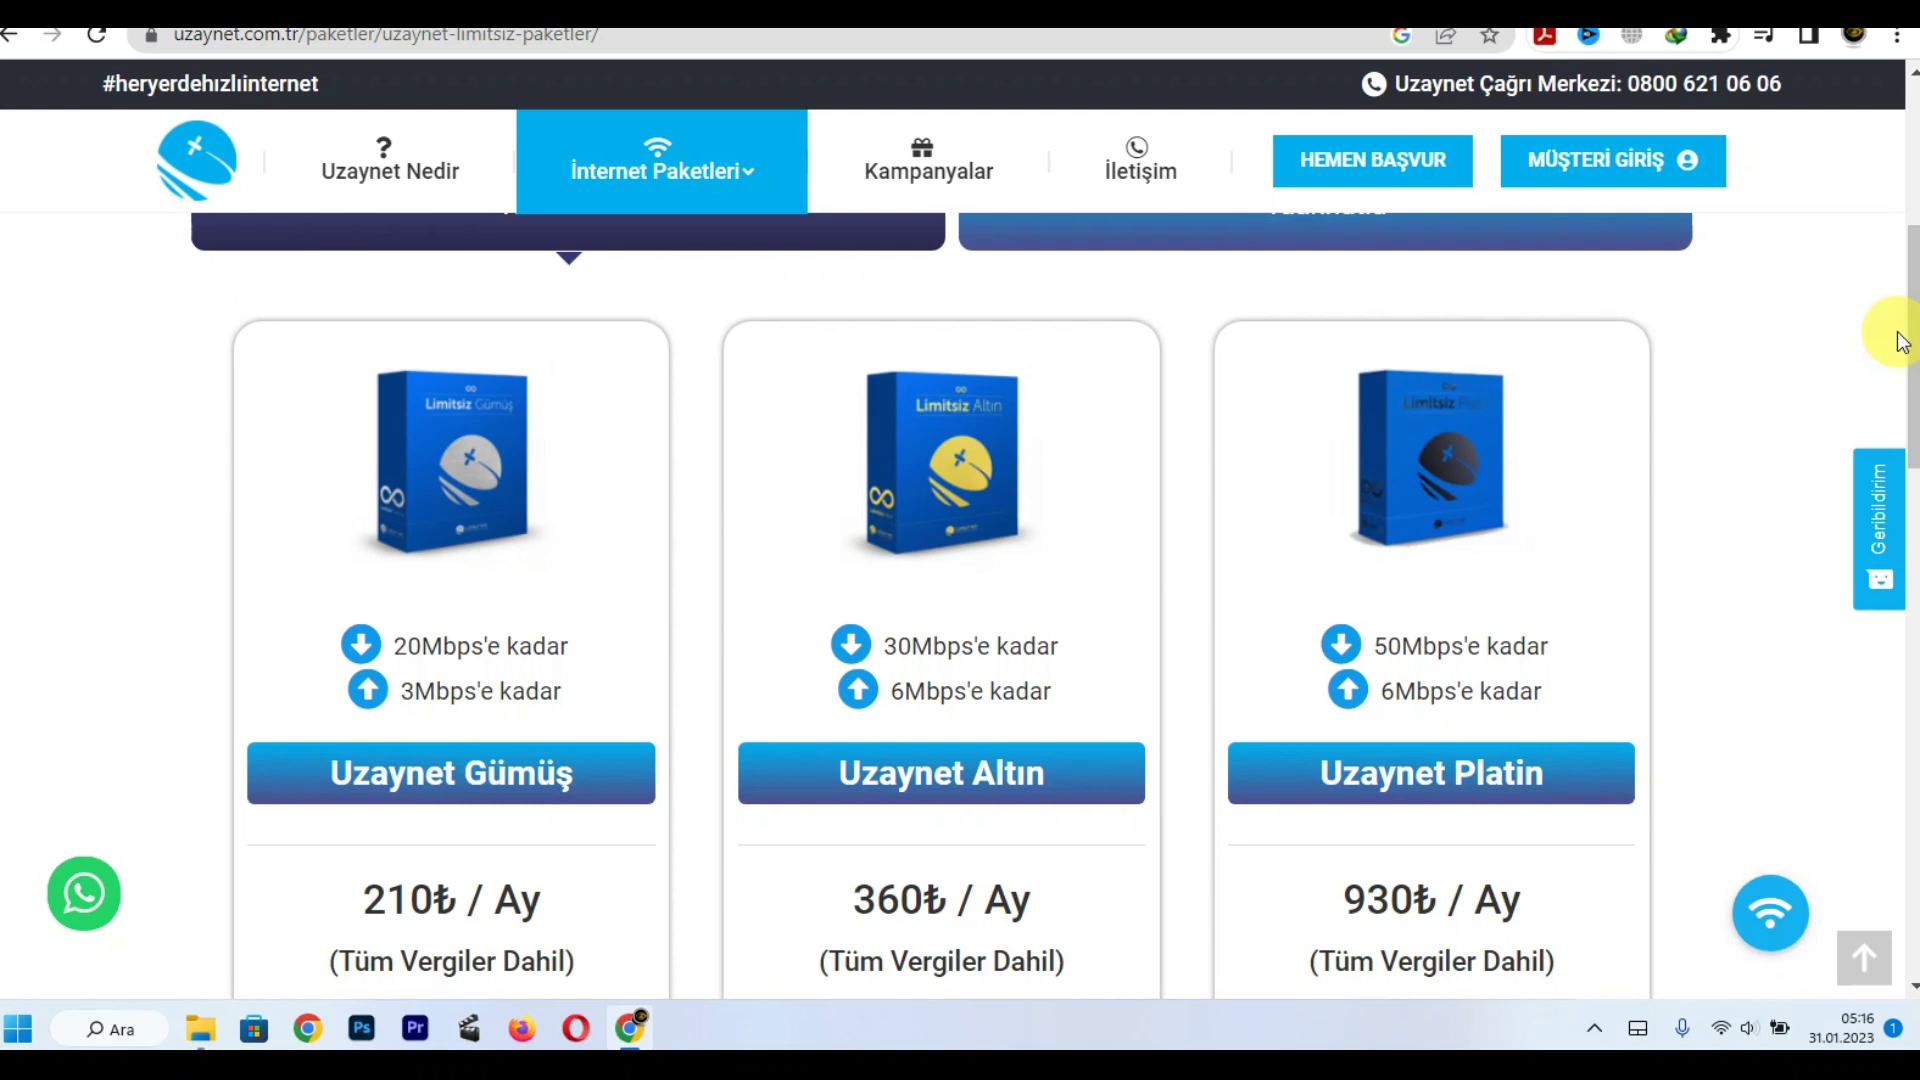 uzaynet.com.tr/paketler/uzaynet-limitsiz-paketler/
#heryerdehızlıinternet
Uzaynet Çağrı Merkezi: 0800 621 06 06
Uzaynet Nedir
İnternet Paketleri
Kampanyalar
İletişim
HEMEN BAŞVUR
MÜŞTERİ GİRİŞ
Limitsiz Gümüş
Limitsiz Altın
Limitsiz
Geribildirim
20Mbps'e kadar
3Mbps'e kadar
30Mbps'e kadar
6Mbps'e kadar
50Mbps'e kadar
6Mbps'e kadar
Uzaynet Gümüş
Uzaynet Altın
Uzaynet Platin
210₺ / Ay
360₺ / Ay
930₺ / Ay
(Tüm Vergiler Dahil)
(Tüm Vergiler Dahil)
(Tüm Vergiler Dahil)
Ara
Ps
Pr
05:16
31.01.2023
1